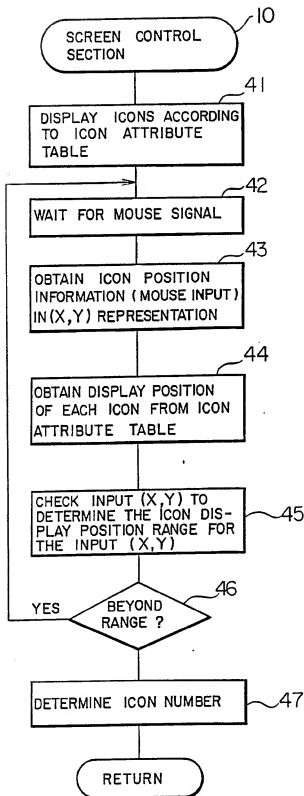 10
SCREEN CONTROL
SECTION
41
DISPLAY ICONS ACCORDING
TO ICON ATTRIBUTE
TABLE
42
WAIT FOR MOUSE SIGNAL
43
OBTAIN ICON POSITION
INFORMATION (MOUSE INPUT)
IN (X,Y) REPRESENTATION
44
OBTAIN DISPLAY POSITION
OF EACH ICON FROM ICON
ATTRIBUTE TABLE
CHECK INPUT (X,Y) TO
DETERMINE THE ICON DIS-
PLAY POSITION RANGE FOR
THE INPUT (X,Y)
45
46
YES
BEYOND
RANGE ?
DETERMINE ICON NUMBER
47
RETURN